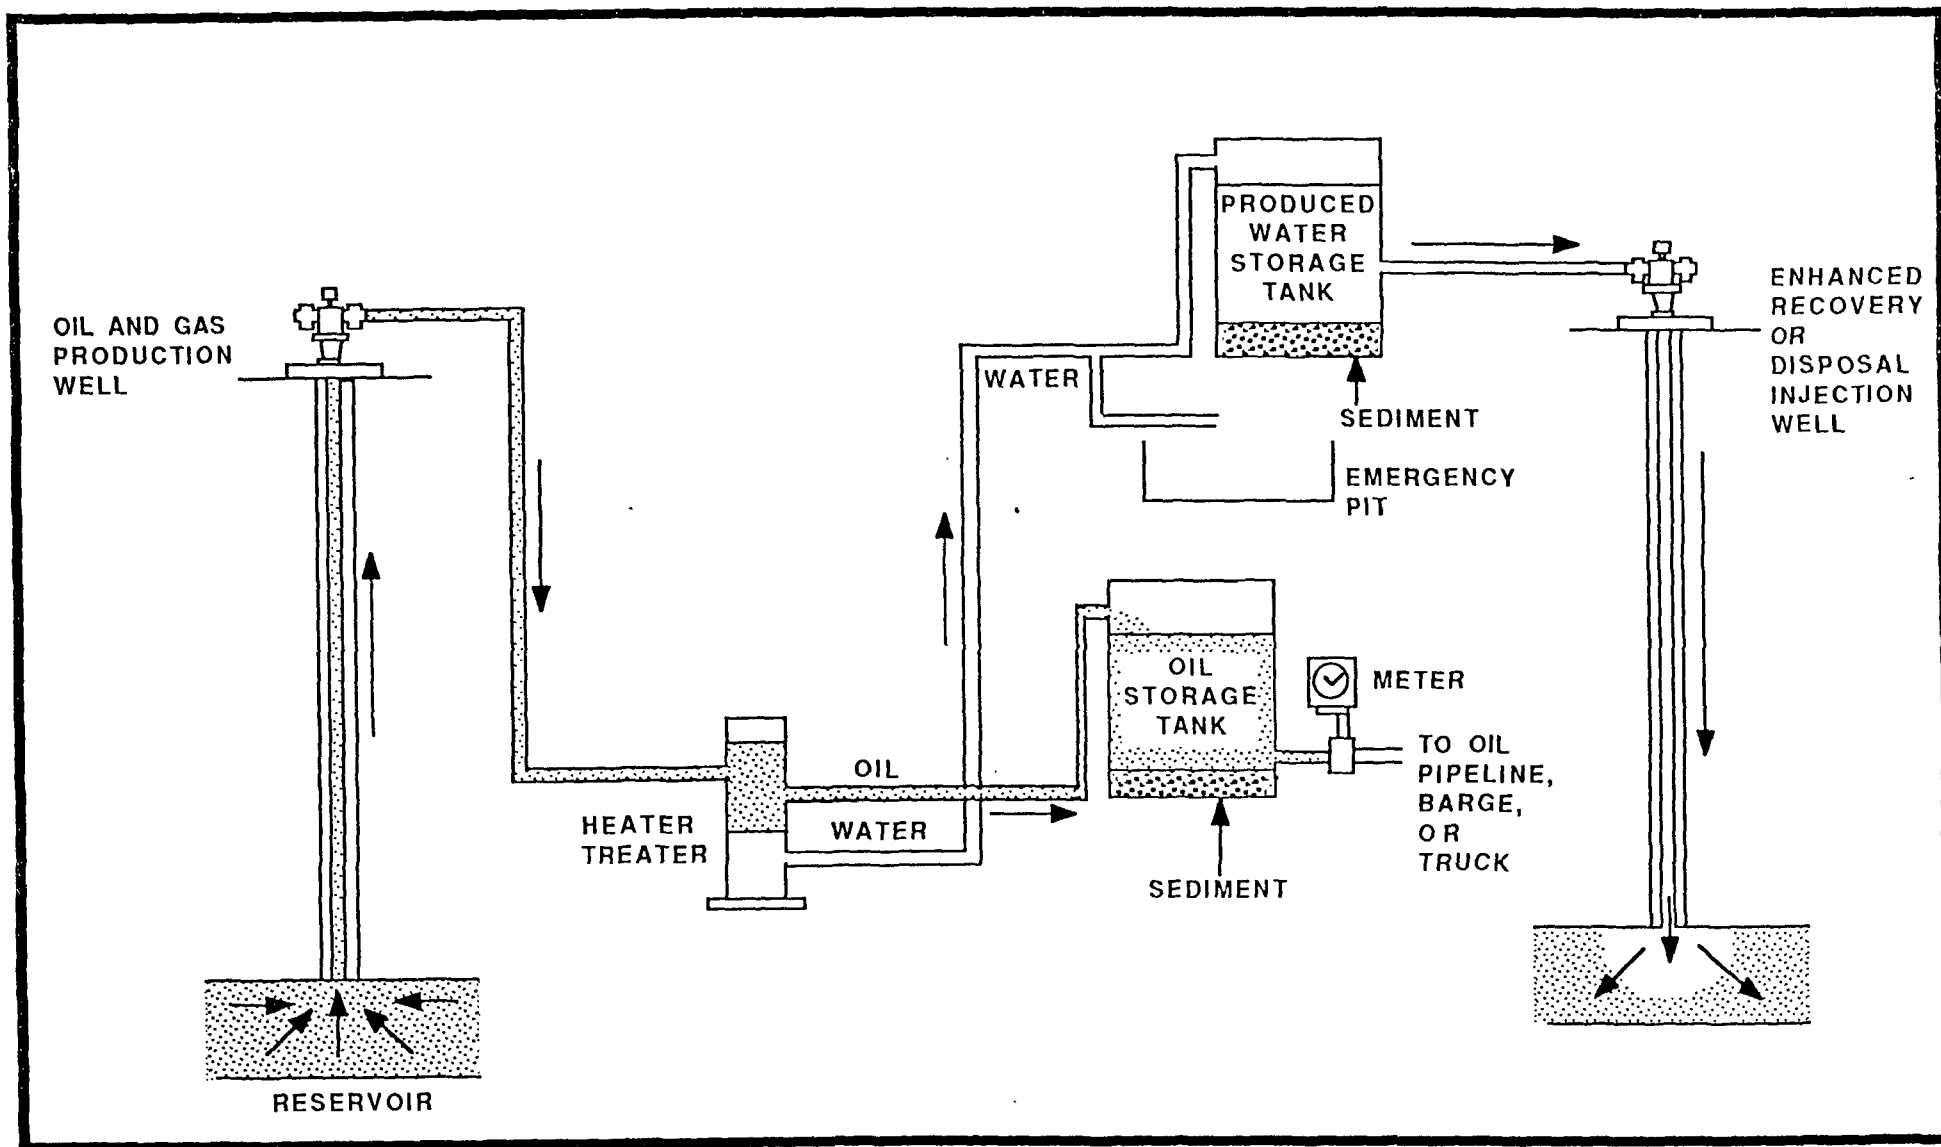 OIL AND GAS
PRODUCTION
WELL
RESERVOIR
HEATER
TREATER
OIL
WATER
WATER
PRODUCED
WATER
STORAGE
TANK
SEDIMENT
EMERGENCY
PIT
OIL
STORAGE
TANK
SEDIMENT
METER
TO OIL
PIPELINE,
BARGE,
OR
TRUCK
ENHANCED
RECOVERY
OR
DISPOSAL
INJECTION
WELL